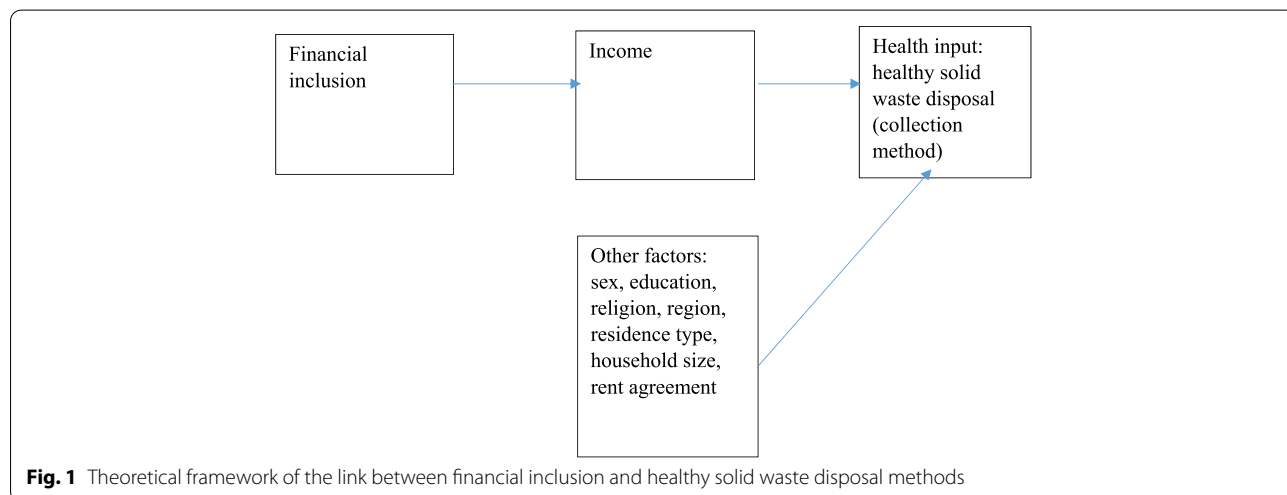 Financial
inclusion
Income
Health input:
healthy solid
waste disposal
(collection
method)
Other factors:
sex, education,
religion, region,
residence type,
household size,
rent agreement
Fig. 1 Theoretical framework of the link between financial inclusion and healthy solid waste disposal methods